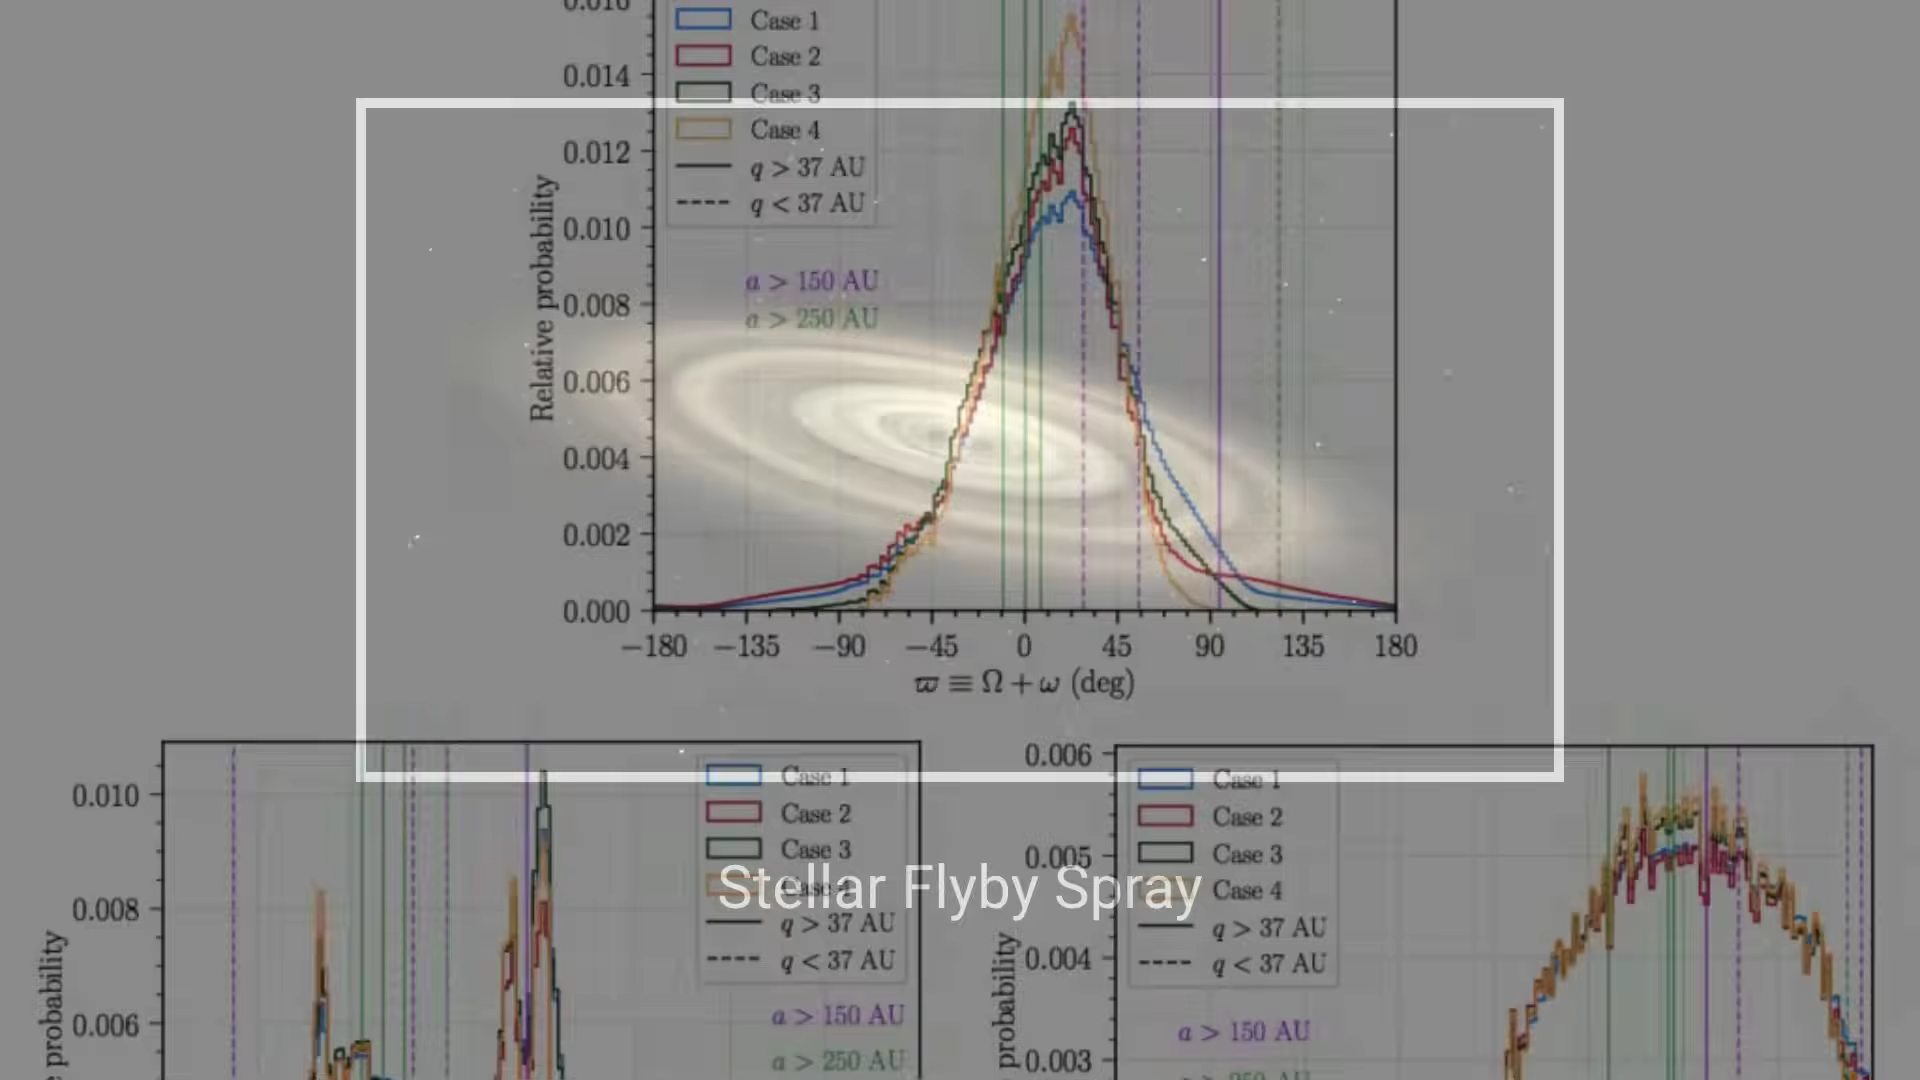 0.016
Case 1
Case 2
0.014
Case 3
Case 4
0.012
q > 37 AU
q < 37 AU
0.010
a > 150 AU
0.008
a > 250 AU
Relative probability
0.006
0.004
0.002
0.000
−180 −135 −90 −45 0 45 90 135 180
ϖ ≡ Ω + ω (deg)
0.010
Case 1
Case 2
Case 3
Case 4
0.008
q > 37 AU
q < 37 AU
probability
a > 150 AU
0.006
a > 250 AU
0.006
Case 1
Case 2
0.005
Case 3
Case 4
q > 37 AU
0.004
q < 37 AU
probability
a > 150 AU
0.003
Stellar Flyby Spray